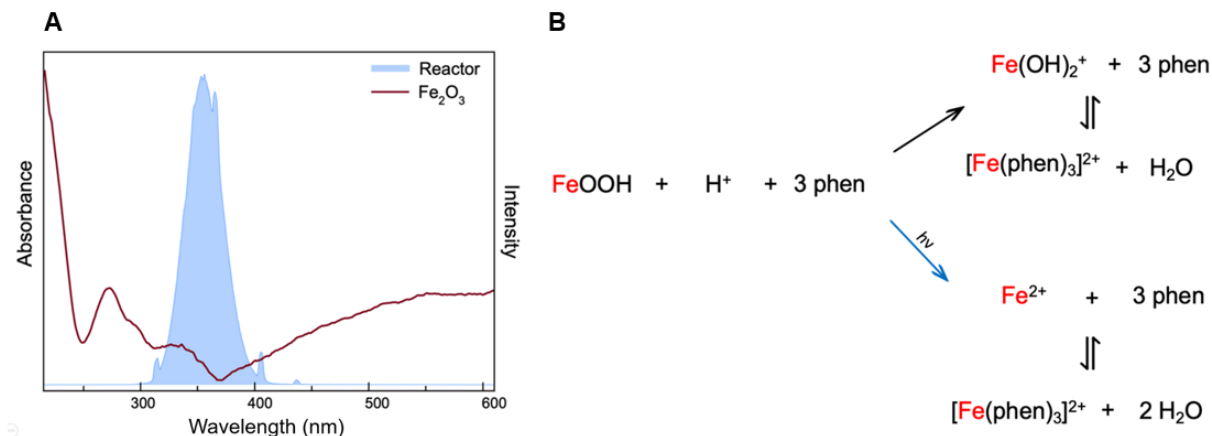 A
Reactor
Fe₂O₃
Absorbance
Intensity
300
400
500
600
Wavelength (nm)
B
FeOOH + H⁺ + 3 phen
hν
Fe(OH)₂⁺ + 3 phen
[Fe(phen)₃]²⁺ + H₂O
Fe²⁺ + 3 phen
[Fe(phen)₃]²⁺ + 2 H₂O